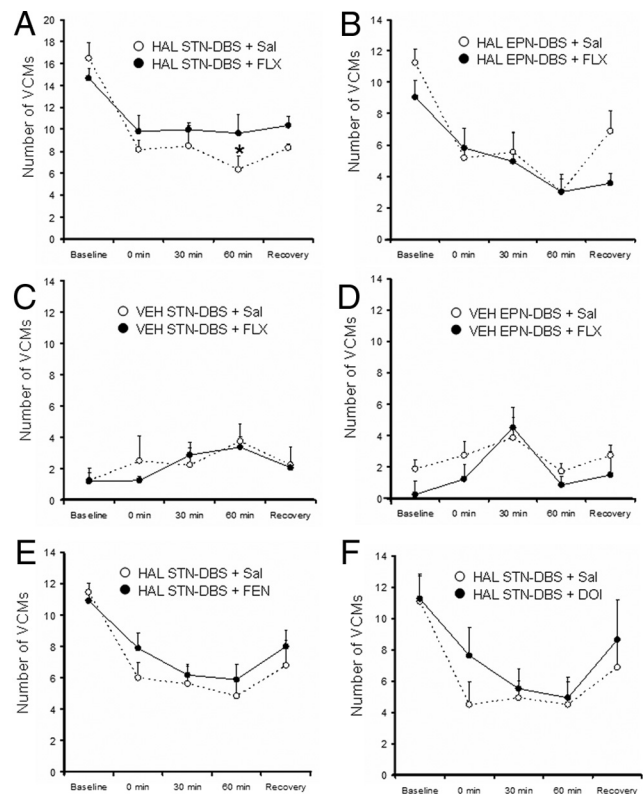 A
Number of VCMs
20
18
16
14
12
10
8
6
4
2
0
HAL STN-DBS + Sal
HAL STN-DBS + FLX
*
Baseline 0 min 30 min 60 min Recovery
B
Number of VCMs
14
12
10
8
6
4
2
0
HAL EPN-DBS + Sal
HAL EPN-DBS + FLX
Baseline 0 min 30 min 60 min Recovery
C
Number of VCMs
14
12
10
8
6
4
2
0
VEH STN-DBS + Sal
VEH STN-DBS + FLX
Baseline 0 min 30 min 60 min Recovery
D
Number of VCMs
14
12
10
8
6
4
2
0
VEH EPN-DBS + Sal
VEH EPN-DBS + FLX
Baseline 0 min 30 min 60 min Recovery
E
Number of VCMs
14
12
10
8
6
4
2
0
HAL STN-DBS + Sal
HAL STN-DBS + FEN
Baseline 0 min 30 min 60 min Recovery
F
Number of VCMs
14
12
10
8
6
4
2
0
HAL STN-DBS + Sal
HAL STN-DBS + DOI
Baseline 0 min 30 min 60 min Recovery